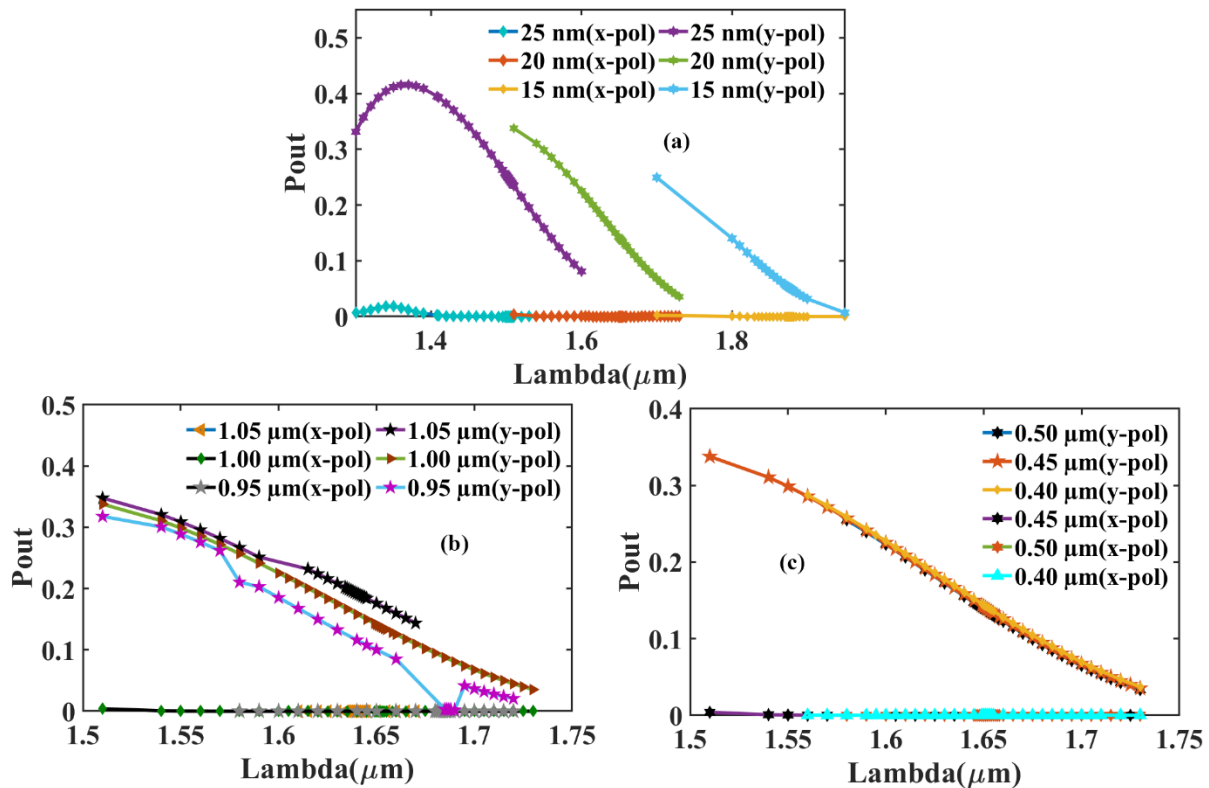 25 nm(x-pol) 25 nm(y-pol)
20 nm(x-pol) 20 nm(y-pol)
15 nm(x-pol) 15 nm(y-pol)
(a)
0.5
0.4
0.3
0.2
0.1
0
Pout
1.4 1.6 1.8
Lambda(μm)
1.05 μm(x-pol) 1.05 μm(y-pol)
1.00 μm(x-pol) 1.00 μm(y-pol)
0.95 μm(x-pol) 0.95 μm(y-pol)
(b)
0.5
0.4
0.3
0.2
0.1
0
Pout
1.5 1.55 1.6 1.65 1.7 1.75
Lambda(μm)
0.50 μm(y-pol)
0.45 μm(y-pol)
0.40 μm(y-pol)
0.45 μm(x-pol)
0.50 μm(x-pol)
0.40 μm(x-pol)
(c)
0.4
0.3
0.2
0.1
0
Pout
1.5 1.55 1.6 1.65 1.7 1.75
Lambda(μm)